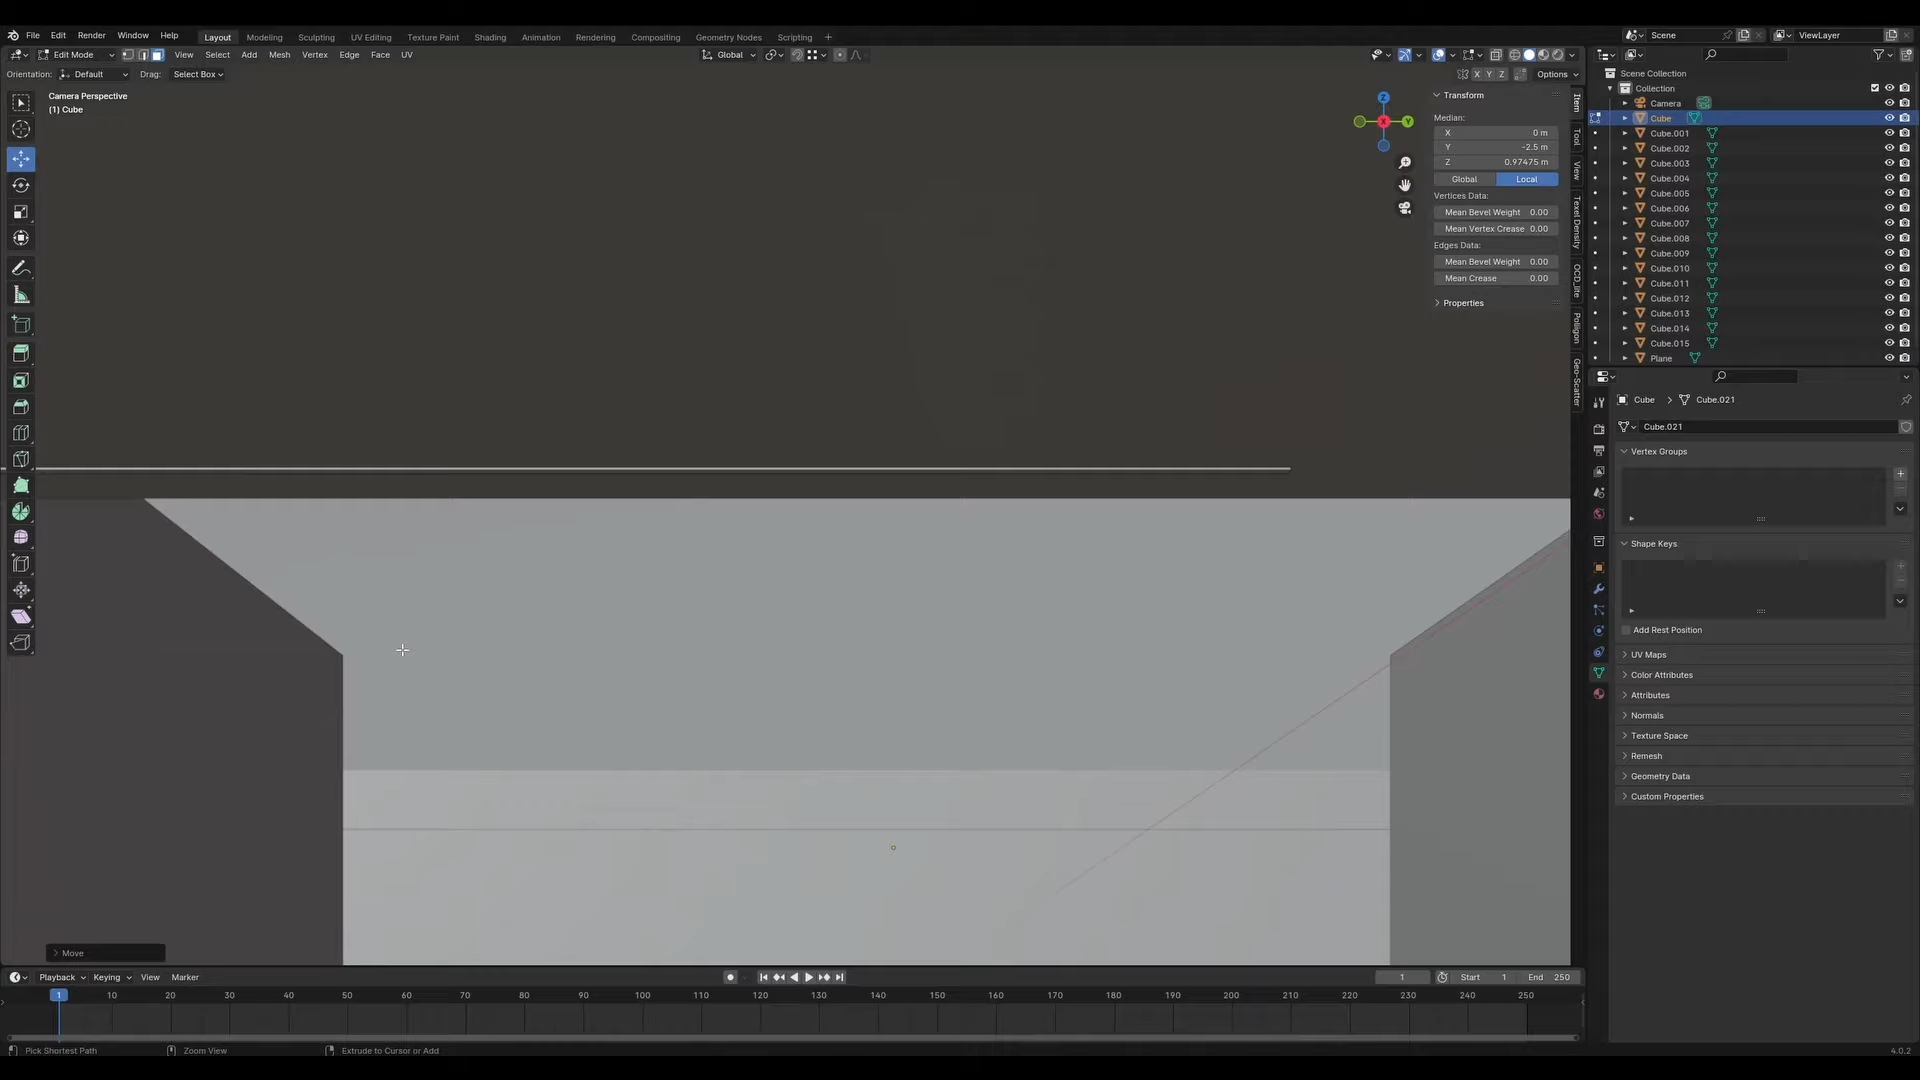 File Edit Render Window Help Layout Modeling Sculpting UV Editing Texture Paint Shading Animation Rendering Compositing Geometry Nodes Scripting + Scene ViewLayer
Edit Mode View Select Add Mesh Vertex Edge Face UV Global
Orientation: Default Drag: Select Box X Y Z Options
Camera Perspective
(1) Cube
Z
X
Y
Transform
Median:
X 0 m
Y -2.5 m
Z 0.97475 m
Global Local
Vertices Data:
Mean Bevel Weight 0.00
Mean Vertex Crease 0.00
Edges Data:
Mean Bevel Weight 0.00
Mean Crease 0.00
Properties
Item
Tool
View
Texel Density
OCD_lite
Polligon
Geo-Scatter
Scene Collection
Collection
Camera
Cube
Cube.001
Cube.002
Cube.003
Cube.004
Cube.005
Cube.006
Cube.007
Cube.008
Cube.009
Cube.010
Cube.011
Cube.012
Cube.013
Cube.014
Cube.015
Plane
Cube > Cube.021
Cube.021
Vertex Groups
Shape Keys
Add Rest Position
UV Maps
Color Attributes
Attributes
Normals
Texture Space
Remesh
Geometry Data
Custom Properties
Move
Playback Keying View Marker 1 Start 1 End 250
1 10 20 30 40 50 60 70 80 90 100 110 120 130 140 150 160 170 180 190 200 210 220 230 240 250
Pick Shortest Path Zoom View Extrude to Cursor or Add 4.0.2